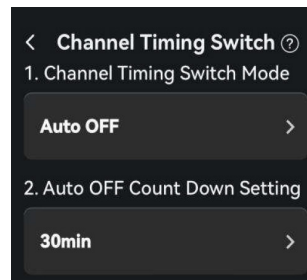 Channel Timing Switch
1. Channel Timing Switch Mode
Auto OFF
2. Auto OFF Count Down Setting
30min